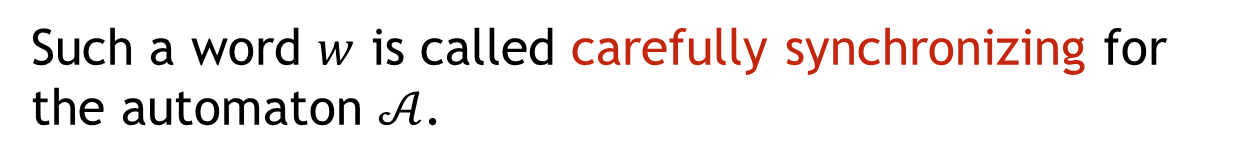 Such a word 𝑤 is called carefully synchronizing for
the automaton 𝒜.